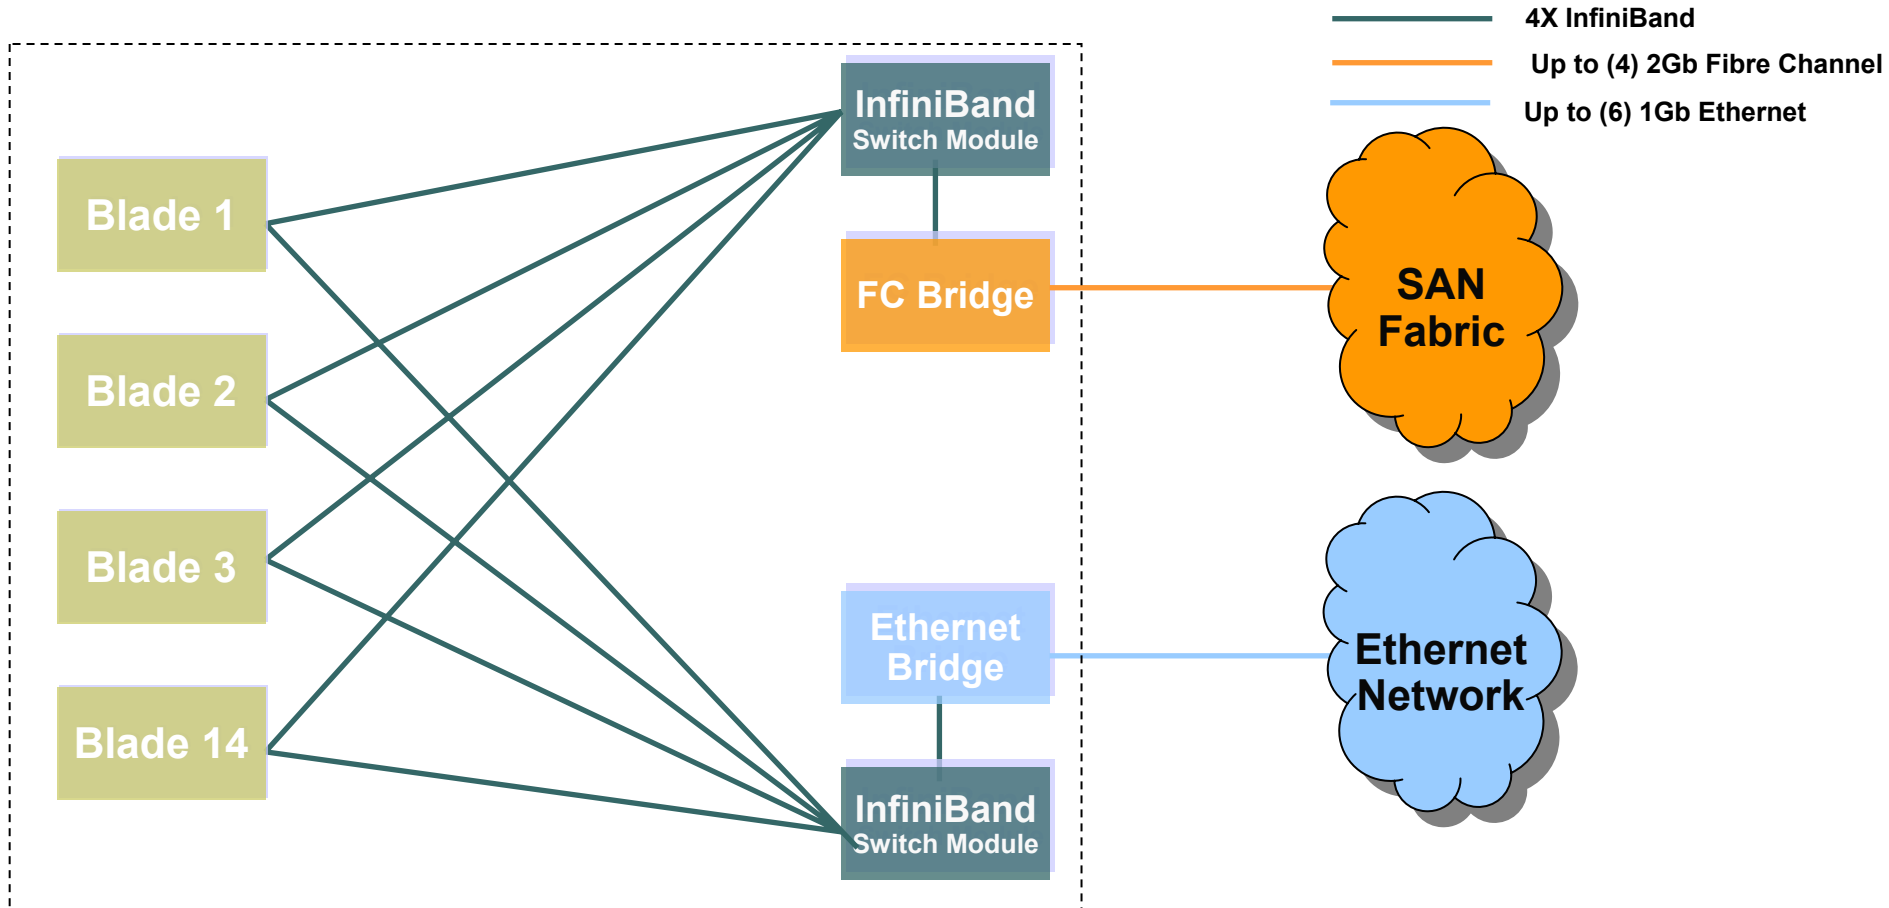 4X InfiniBand
Up to (4) 2Gb Fibre Channel
Up to (6) 1Gb Ethernet
InfiniBand
Switch Module
Blade 1
FC Bridge
SAN
Fabric
Blade 2
Blade 3
Ethernet
Bridge
Ethernet
Network
Blade 14
InfiniBand
Switch Module